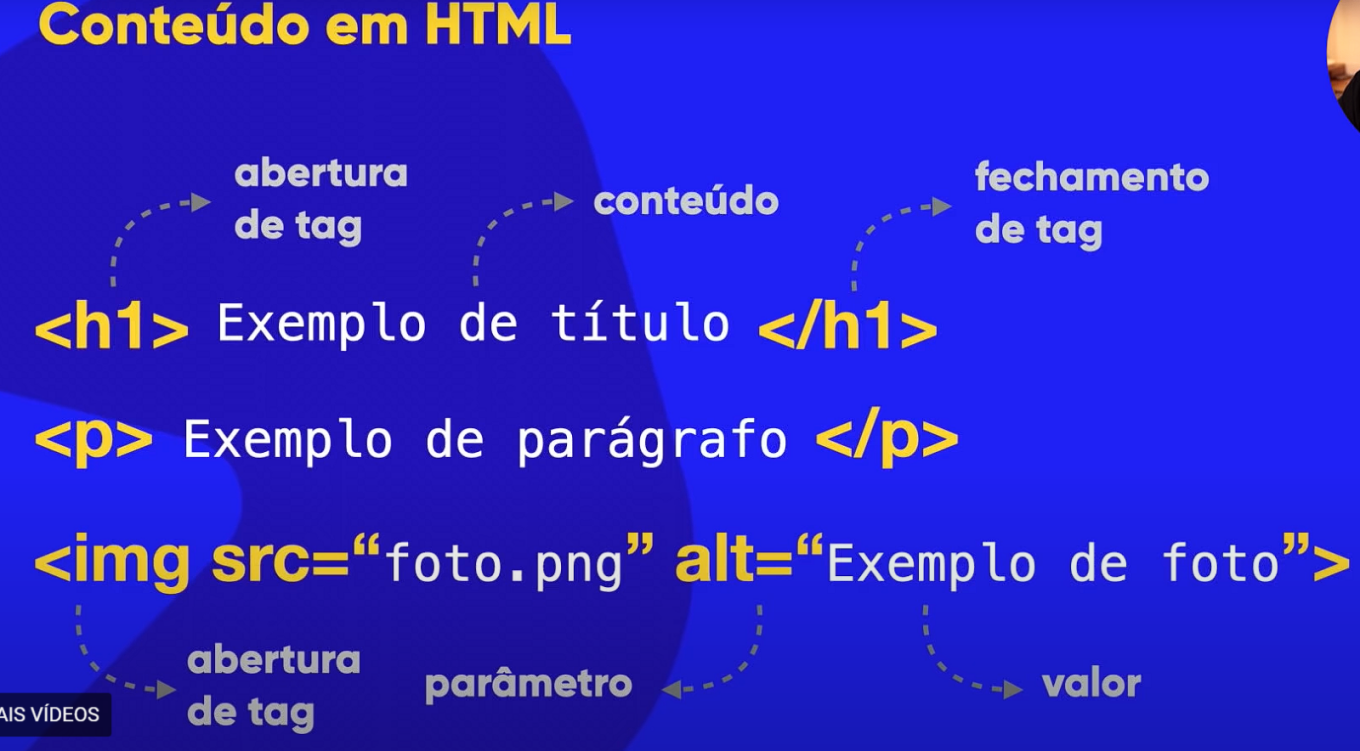 Conteúdo em HTML
abertura
de tag
conteúdo
fechamento
de tag
<h1> Exemplo de título </h1>
<p> Exemplo de parágrafo </p>
<img src=“foto.png” alt=“Exemplo de foto”>
abertura
de tag
parâmetro
valor
AIS VÍDEOS